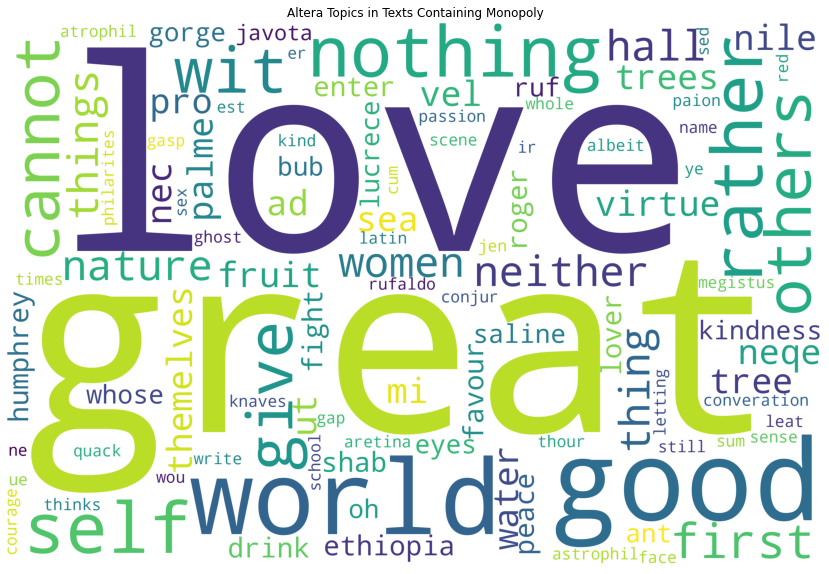 Altera Topics in Texts Containing Monopoly
atrophil
gorge
javota
er
nothing
hall
sed
nile
wit
cannot
things
pro
est
enter
vel
ruf
whole
trees
paion
red
rather
others
love
gasp
philarites
nec
sex
palme
kind
bub
ad
lucrece
cum
passion
scene
ir
albeit
name
ye
sea
roger
virtue
ghost
latin
jen
nature
fruit
women
neither
times
rufaldo
conjur
megistus
great
humphrey
themelves
fight
saline
lover
kindness
neqe
whose
give
ut
knaves
mi
favour
thing
letting
tree
converation
leat
ne
quack
gap
aretina
eyes
thour
still
sum
sense
ue
wou
write
school
shab
world
water
peace
good
courage
thinks
self
oh
drink
ethiopia
ant
first
astrophil
face